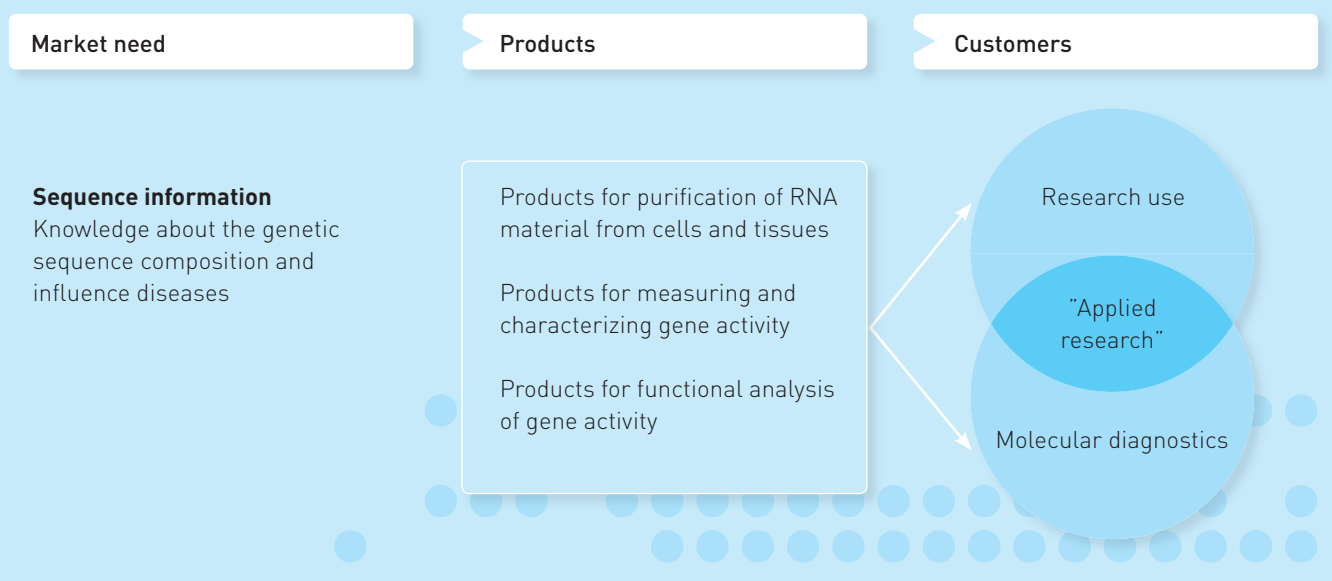 Market need
Products
Customers
Sequence information
Knowledge about the genetic
sequence composition and
influence diseases
Products for purification of RNA
material from cells and tissues
Products for measuring and
characterizing gene activity
Products for functional analysis
of gene activity
Research use
”Applied
research”
Molecular diagnostics